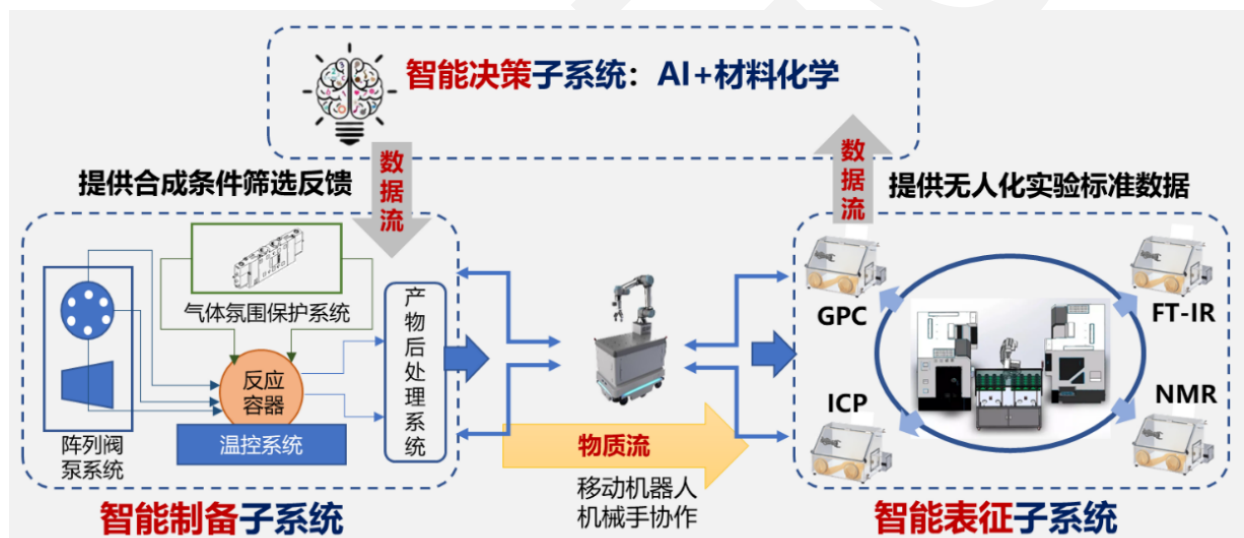 智能决策子系统：AI+材料化学
数据流
数据流
提供合成条件筛选反馈
提供无人化实验标准数据
气体氛围保护系统
反应
容器
温控系统
阵列阀
泵系统
产物后处理系统
智能制备子系统
物质流
移动机器人
机械手协作
GPC
FT-IR
ICP
NMR
智能表征子系统